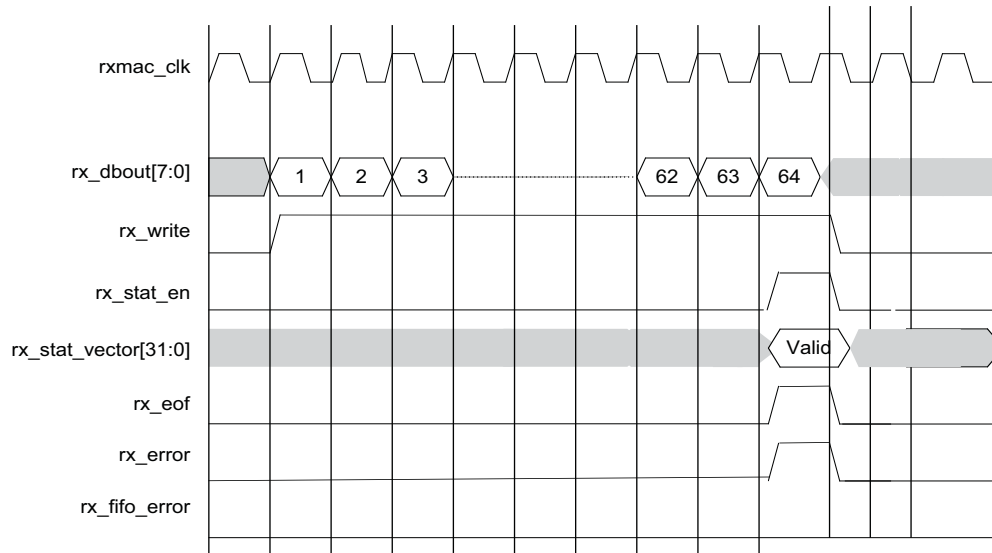 rxmac_clk
rx_dbout[7:0] 1 2 3 62 63 64
rx_write
rx_stat_en
rx_stat_vector[31:0] Valid
rx_eof
rx_error
rx_fifo_error